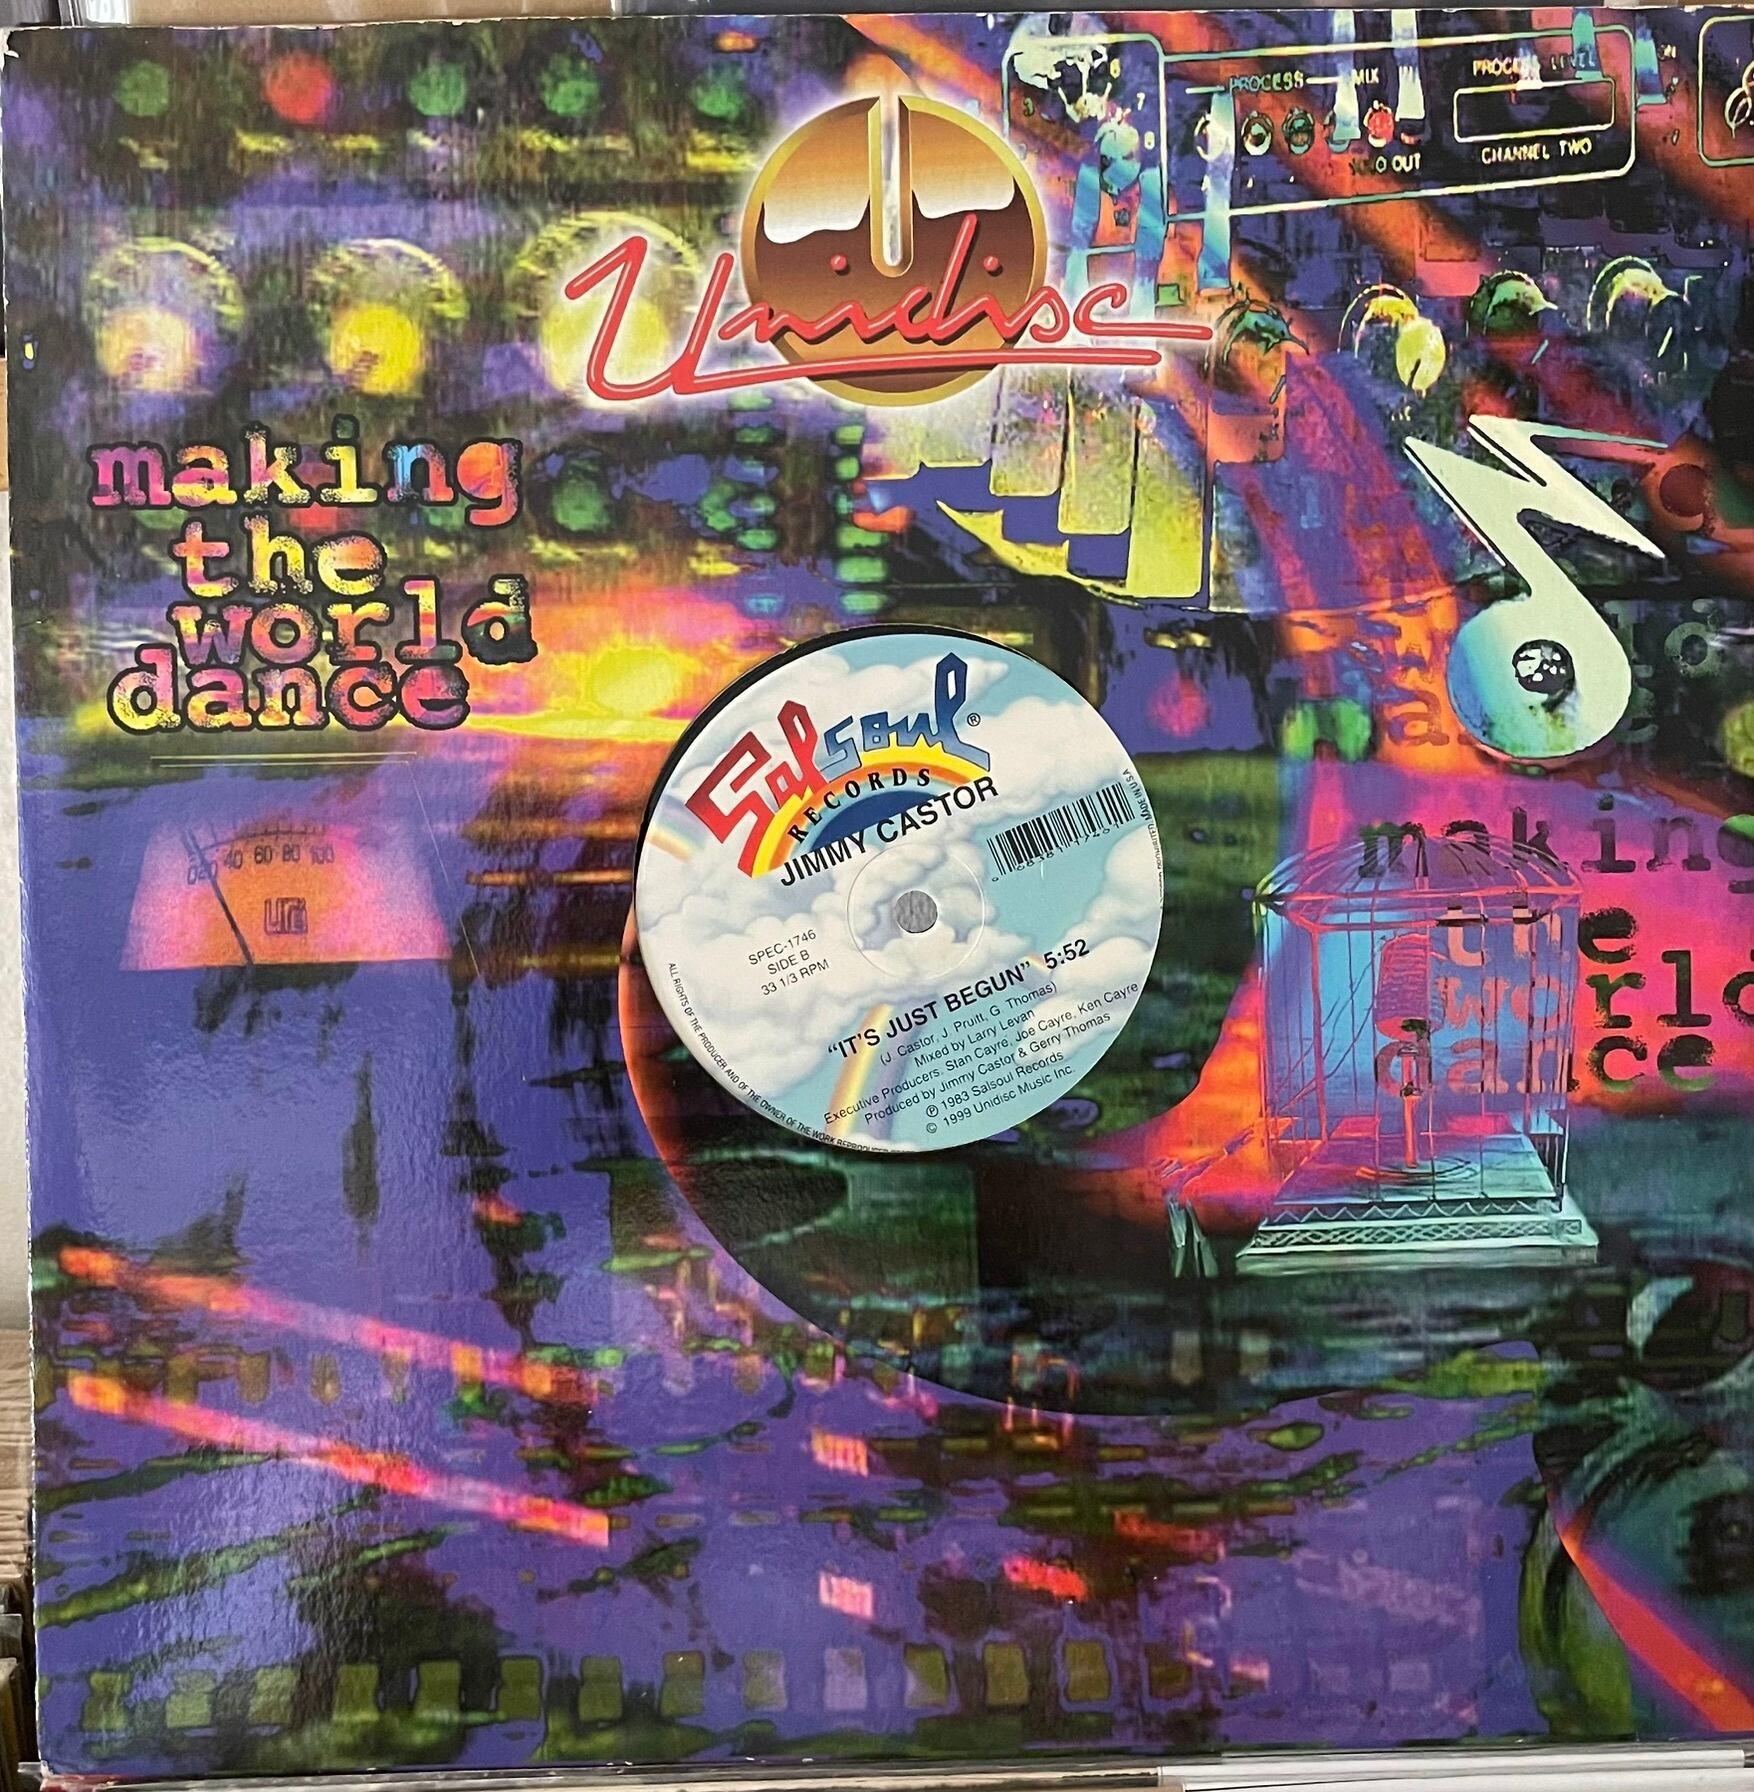 PROCESS MIX
PROCESS LEVEL
6
7
8
CHANNEL TWO
Unidisc
making
the
world
dance
Salsoul®
RECORDS
JIMMY CASTOR
MADE IN USA
SPEC-1746
SIDE B
33 1/3 RPM
"IT'S JUST BEGUN" 5:52
(J. Castor, J. Pruitt, G. Thomas)
Mixed by Larry Levan
Executive Producers: Stan Cayre, Joe Cayre, Ken Cayre
Produced by Jimmy Castor & Gerry Thomas
℗ 1983 Salsoul Records
© 1999 Unidisc Music Inc.
ALL RIGHTS OF THE PRODUCER AND OF THE OWNER OF THE WORK
40 60 80 100
making
the
world
dance